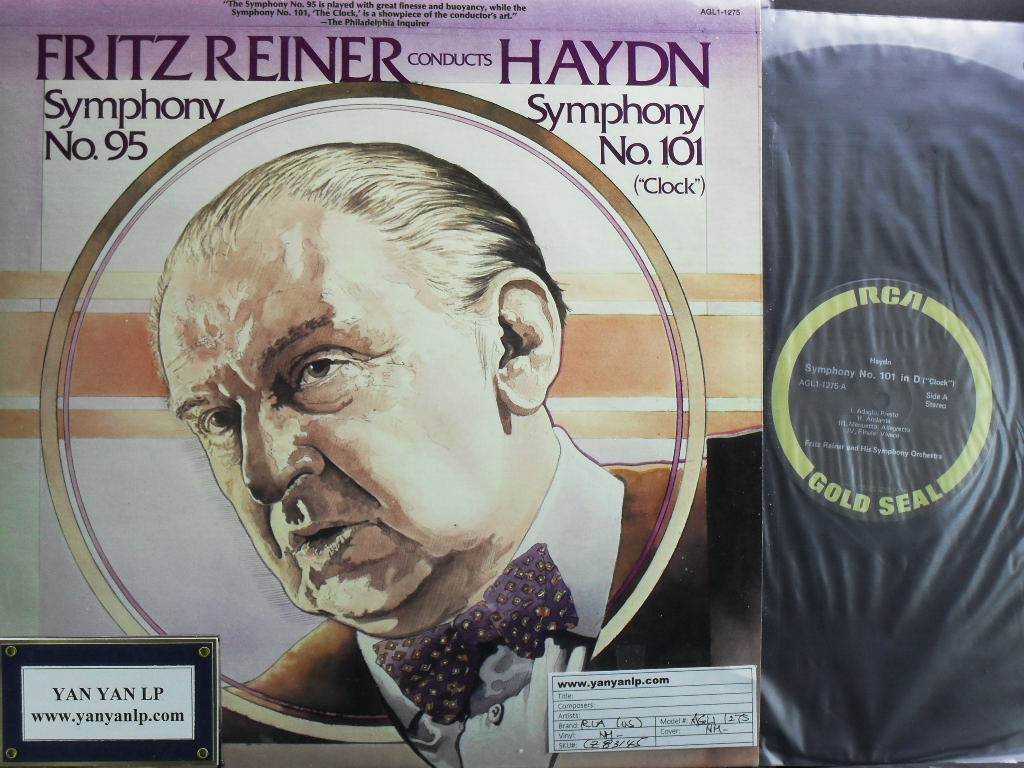 "The Symphony No. 95 is played with great finesse and buoyancy, while the
Symphony No. 101, 'The Clock,' is a showpiece of the conductor's art."
—The Philadelphia Inquirer
AGL1-1275
FRITZ REINER CONDUCTS HAYDN
Symphony
No. 95
Symphony
No. 101
("Clock")
RCA
Haydn
Symphony No. 101 in D ("Clock")
AGL1-1275-A
Side A
Stereo
I. Adagio; Presto
II. Andante
III. Menuetto: Allegretto
IV. Finale: Vivace
Fritz Reiner and His Symphony Orchestra
GOLD SEAL
YAN YAN LP
www.yanyanlp.com
www.yanyanlp.com
Title:
Composers:
Artists:
Brand: RCA (US)
Model # AGL1 1275
Vinyl: NM-
Cover: NM-
SKU#: